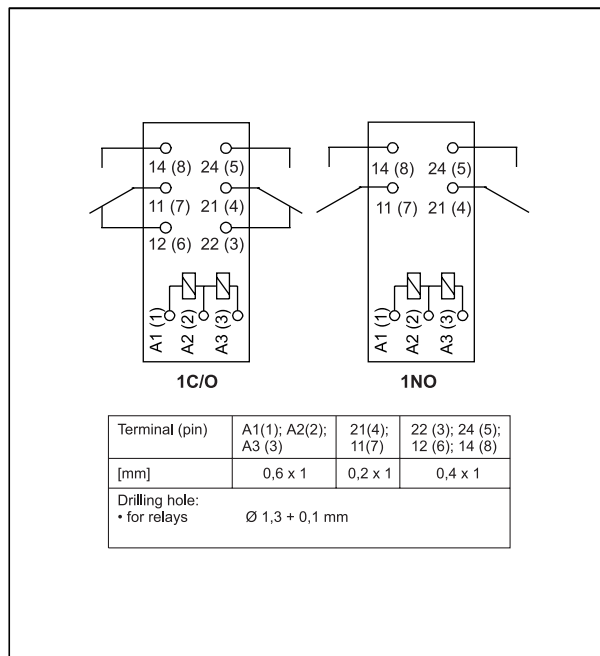 14 (8) 24 (5)
11 (7) 21 (4)
12 (6) 22 (3)
A1 (1) A2 (2) A3 (3)
1C/O
14 (8) 24 (5)
11 (7) 21 (4)
A1 (1) A2 (2) A3 (3)
1NO
Terminal (pin) A1(1); A2(2); 21(4); 22 (3); 24 (5);
A3 (3) 11(7) 12 (6); 14 (8)
[mm] 0,6 x 1 0,2 x 1 0,4 x 1
Drilling hole:
• for relays Ø 1,3 + 0,1 mm